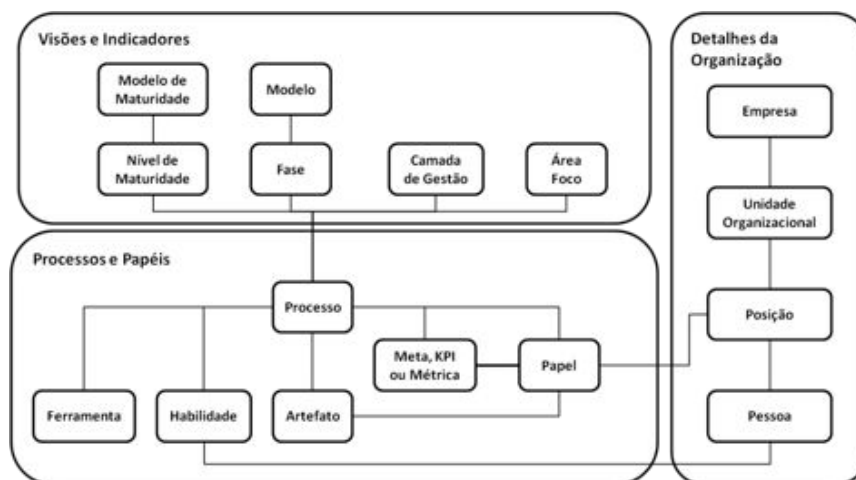 Visões e Indicadores
Modelo de
Maturidade
Modelo
Nível de
Maturidade
Fase
Camada
de Gestão
Área
Foco
Processos e Papéis
Processo
Meta, KPI
ou Métrica
Papel
Ferramenta
Habilidade
Artefato
Detalhes da
Organização
Empresa
Unidade
Organizacional
Posição
Pessoa